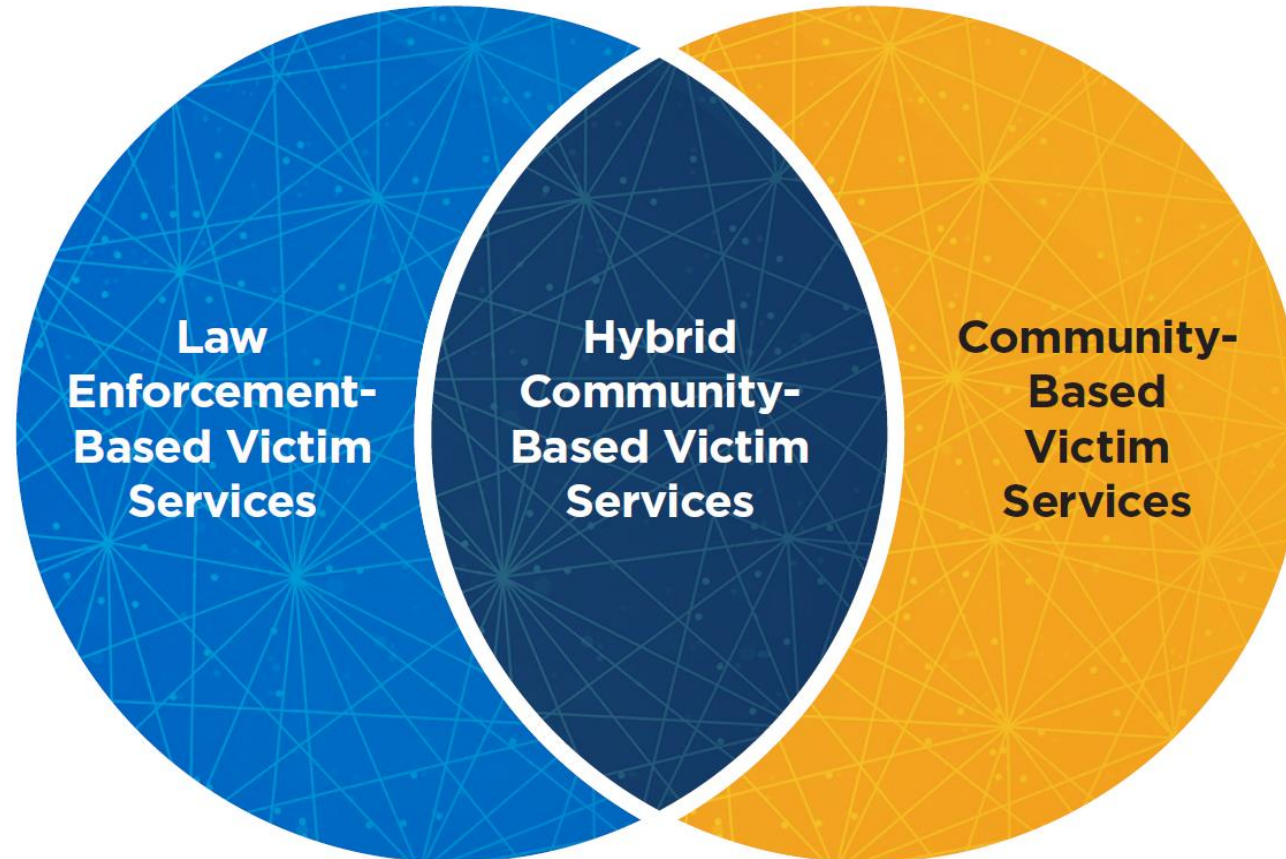 Law
Enforcement-
Based Victim
Services
Hybrid
Community-
Based Victim
Services
Community-
Based
Victim
Services